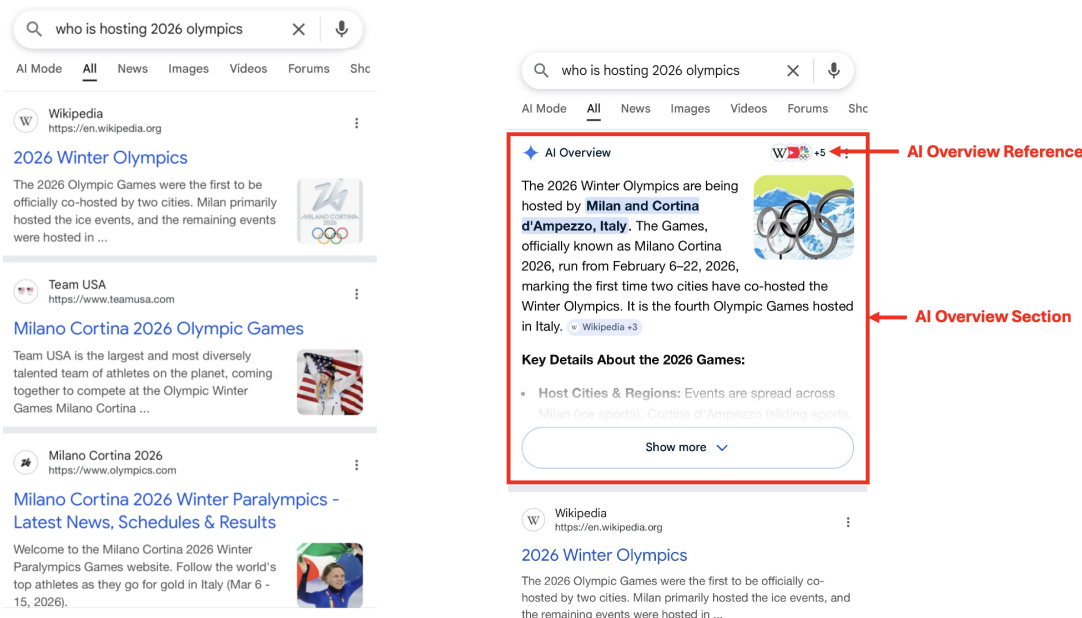 who is hosting 2026 olympics
AI Mode All News Images Videos Forums Sho
W
Wikipedia
https://en.wikipedia.org
2026 Winter Olympics
The 2026 Olympic Games were the first to be
officially co-hosted by two cities. Milan primarily
hosted the ice events, and the remaining events
were hosted in ...
MILANO CORTINA
2026
Team USA
https://www.teamusa.com
Milano Cortina 2026 Olympic Games
Team USA is the largest and most diversely
talented team of athletes on the planet, coming
together to compete at the Olympic Winter
Games Milano Cortina ...
Milano Cortina 2026
https://www.olympics.com
Milano Cortina 2026 Winter Paralympics -
Latest News, Schedules & Results
Welcome to the Milano Cortina 2026 Winter
Paralympics Games website. Follow the world's
top athletes as they go for gold in Italy (Mar 6 -
15, 2026).
who is hosting 2026 olympics
AI Mode All News Images Videos Forums Sho
AI Overview
W +5
AI Overview Reference
The 2026 Winter Olympics are being
hosted by Milan and Cortina
d'Ampezzo, Italy. The Games,
officially known as Milano Cortina
2026, run from February 6–22, 2026,
marking the first time two cities have co-hosted the
Winter Olympics. It is the fourth Olympic Games hosted
in Italy. W Wikipedia +3
AI Overview Section
Key Details About the 2026 Games:
• Host Cities & Regions: Events are spread across
Milan (ice sports), Cortina d'Ampezzo (sliding sports,
Show more
W
Wikipedia
https://en.wikipedia.org
2026 Winter Olympics
The 2026 Olympic Games were the first to be officially co-
hosted by two cities. Milan primarily hosted the ice events, and
the remaining events were hosted in ...